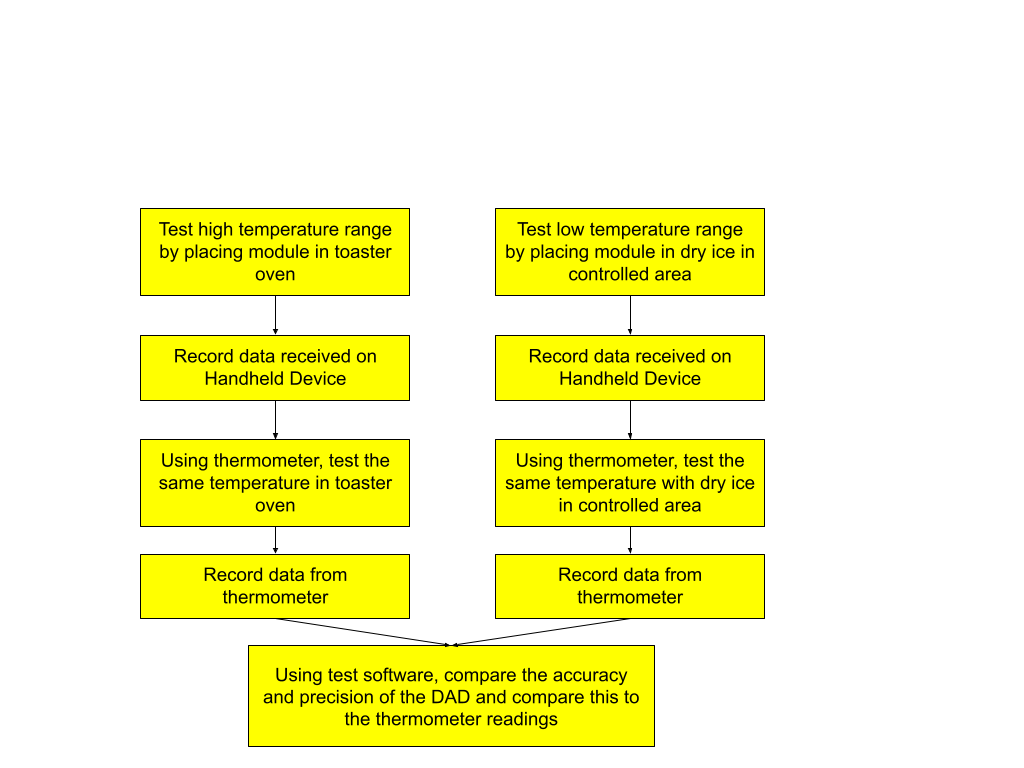 Test high temperature range
by placing module in toaster
oven
Test low temperature range
by placing module in dry ice in
controlled area
Record data received on
Handheld Device
Record data received on
Handheld Device
Using thermometer, test the
same temperature in toaster
oven
Using thermometer, test the
same temperature with dry ice
in controlled area
Record data from
thermometer
Record data from
thermometer
Using test software, compare the accuracy
and precision of the DAD and compare this to
the thermometer readings